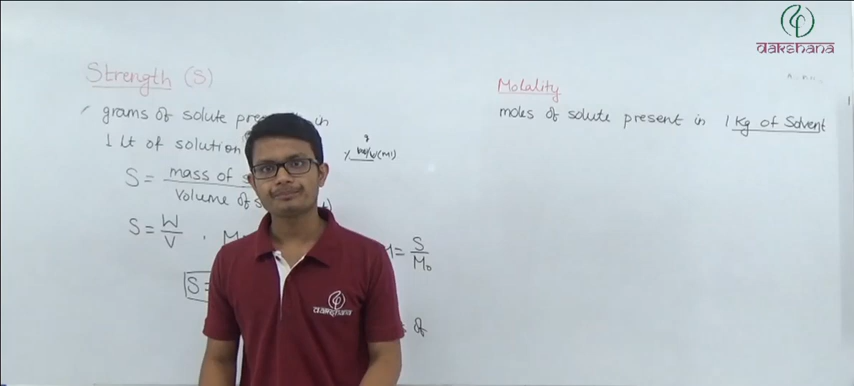 dakshana
Strength (S)
grams of solute in
1 Lt of solution
S = mass of
Volume of
S = W/V
M = S/M₀
S =
of
Molality
moles of solute present in 1 Kg of Solvent
dakshana